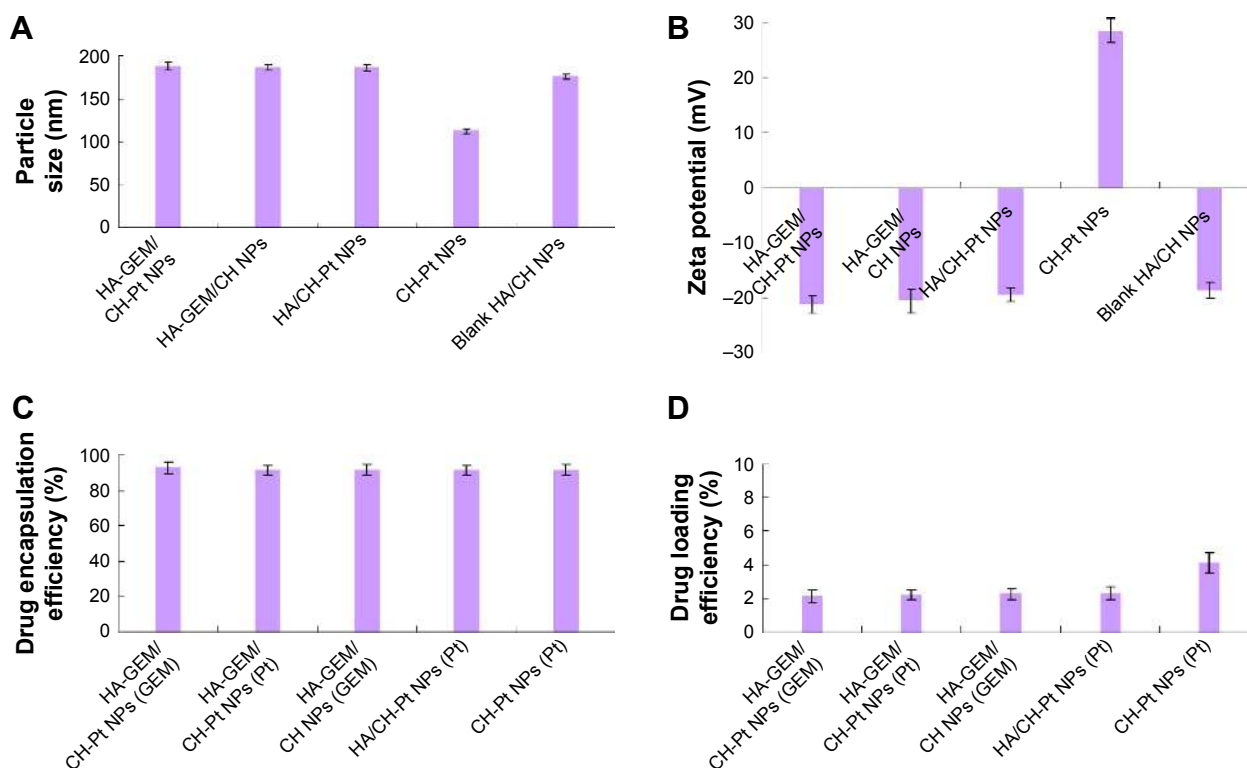 A
Particle
size (nm)
200
150
100
50
0
HA-GEM/
CH-Pt NPs
HA-GEM/CH NPs
HA/CH-Pt NPs
CH-Pt NPs
Blank HA/CH NPs
B
Zeta potential (mV)
30
20
10
0
–10
–20
–30
HA-GEM/
CH-Pt NPs
HA-GEM/
CH NPs
HA/CH-Pt NPs
CH-Pt NPs
Blank HA/CH NPs
C
Drug encapsulation
efficiency (%)
100
80
60
40
20
0
HA-GEM/
CH-Pt NPs (GEM)
HA-GEM/
CH-Pt NPs (Pt)
HA-GEM/
CH NPs (GEM)
HA/CH-Pt NPs (Pt)
CH-Pt NPs (Pt)
D
Drug loading
efficiency (%)
10
8
6
4
2
0
HA-GEM/
CH-Pt NPs (GEM)
HA-GEM/
CH-Pt NPs (Pt)
HA-GEM/
CH NPs (GEM)
HA/CH-Pt NPs (Pt)
CH-Pt NPs (Pt)